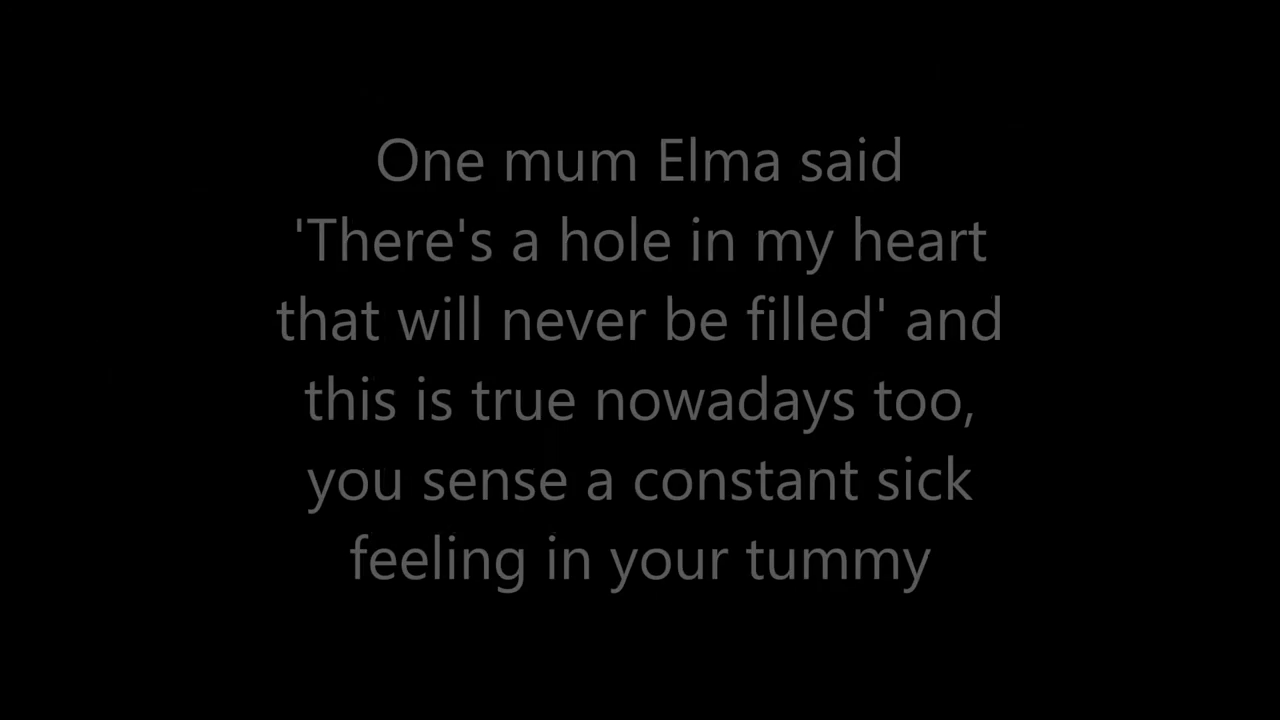 One mum Elma said
'There's a hole in my heart
that will never be filled' and
this is true nowadays too,
you sense a constant sick
feeling in your tummy